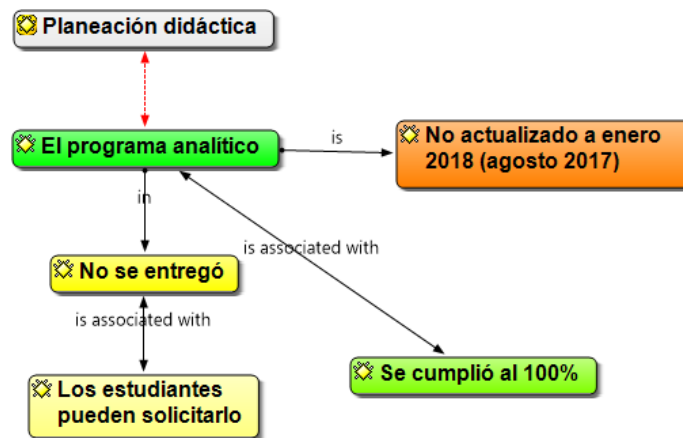 Planeación didáctica
El programa analítico
is
No actualizado a enero
2018 (agosto 2017)
in
is associated with
No se entregó
is associated with
Se cumplió al 100%
Los estudiantes
pueden solicitarlo